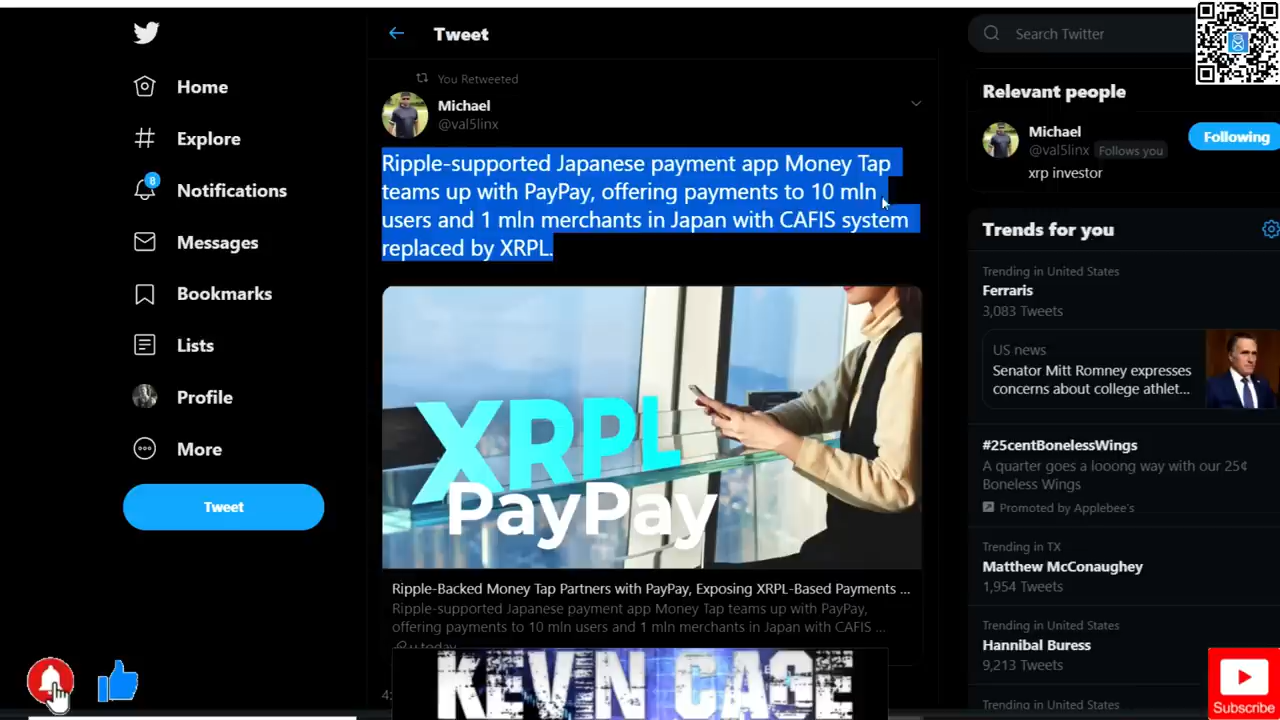 Home
Explore
8
Notifications
Messages
Bookmarks
Lists
Profile
More
Tweet
Tweet
You Retweeted
Michael
@val5linx
Ripple-supported Japanese payment app Money Tap
teams up with PayPay, offering payments to 10 mln
users and 1 mln merchants in Japan with CAFIS system
replaced by XRPL.
XRPL
PayPay
Ripple-Backed Money Tap Partners with PayPay, Exposing XRPL-Based Payments ...
Ripple-supported Japanese payment app Money Tap teams up with PayPay,
offering payments to 10 mln users and 1 mln merchants in Japan with CAFIS ...
u.today
KEVIN CAGE
Search Twitter
Relevant people
Michael
@val5linx Follows you
Following
xrp investor
Trends for you
Trending in United States
Ferraris
3,083 Tweets
US news
Senator Mitt Romney expresses
concerns about college athlet...
#25centBonelessWings
A quarter goes a looong way with our 25¢
Boneless Wings
Promoted by Applebee's
Trending in TX
Matthew McConaughey
1,954 Tweets
Trending in United States
Hannibal Buress
9,213 Tweets
Trending in United States
Subscribe